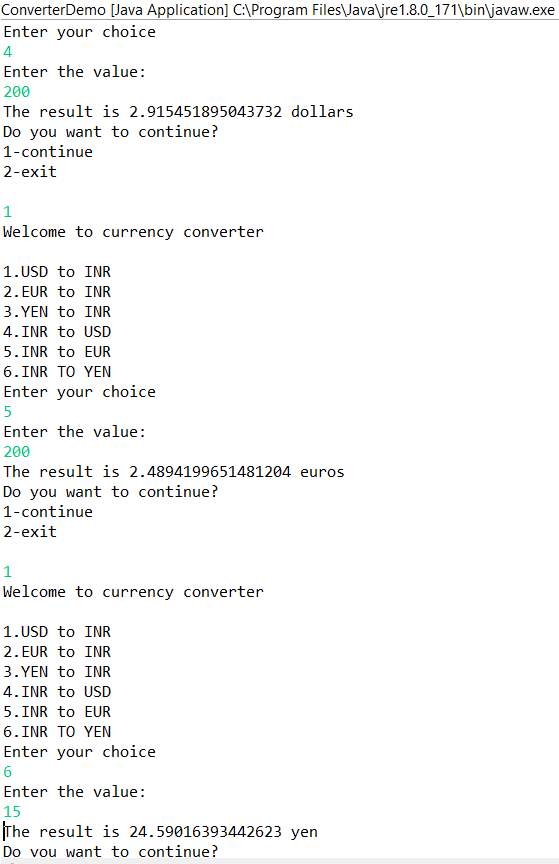 ConverterDemo [Java Application] C:\Program Files\Java\jre1.8.0_171\bin\javaw.exe
Enter your choice
4
Enter the value:
200
The result is 2.915451895043732 dollars
Do you want to continue?
1-continue
2-exit
1
Welcome to currency converter
1.USD to INR
2.EUR to INR
3.YEN to INR
4.INR to USD
5.INR to EUR
6.INR TO YEN
Enter your choice
5
Enter the value:
200
The result is 2.4894199651481204 euros
Do you want to continue?
1-continue
2-exit
1
Welcome to currency converter
1.USD to INR
2.EUR to INR
3.YEN to INR
4.INR to USD
5.INR to EUR
6.INR TO YEN
Enter your choice
6
Enter the value:
15
The result is 24.59016393442623 yen
Do you want to continue?